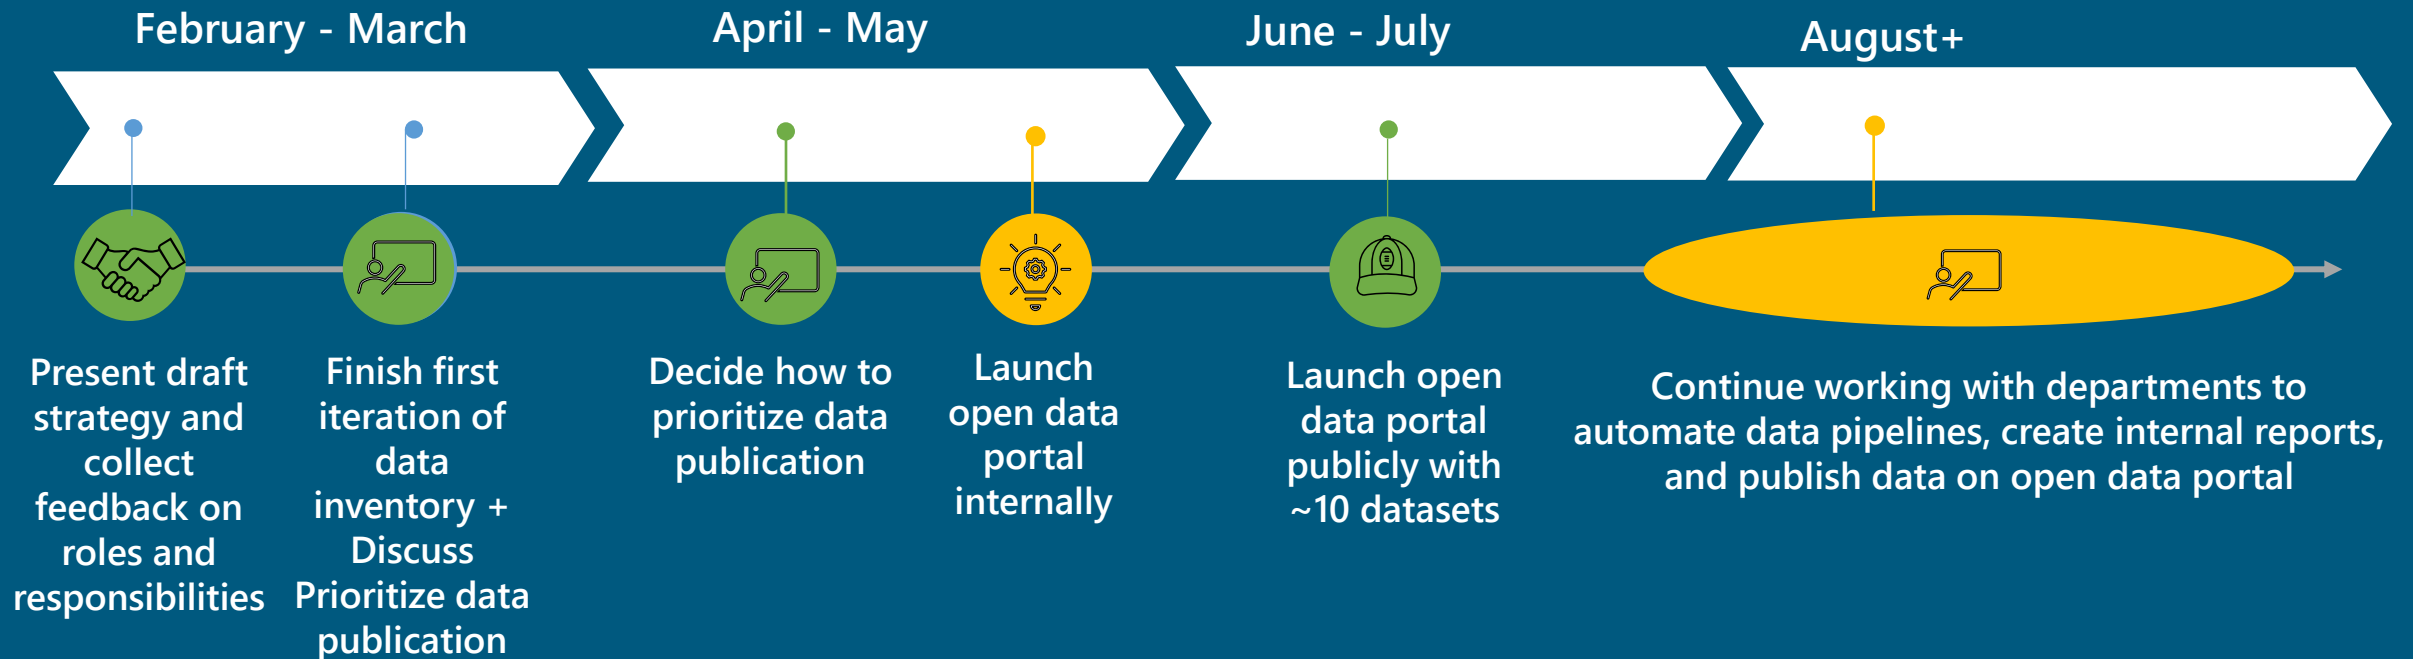 February - March
April - May
June - July
August+
Present draft
strategy and
collect
feedback on
roles and
responsibilities
Finish first
iteration of
data
inventory +
Discuss
Prioritize data
publication
Decide how to
prioritize data
publication
Launch
open data
portal
internally
Launch open
data portal
publicly with
~10 datasets
Continue working with departments to
automate data pipelines, create internal reports,
and publish data on open data portal